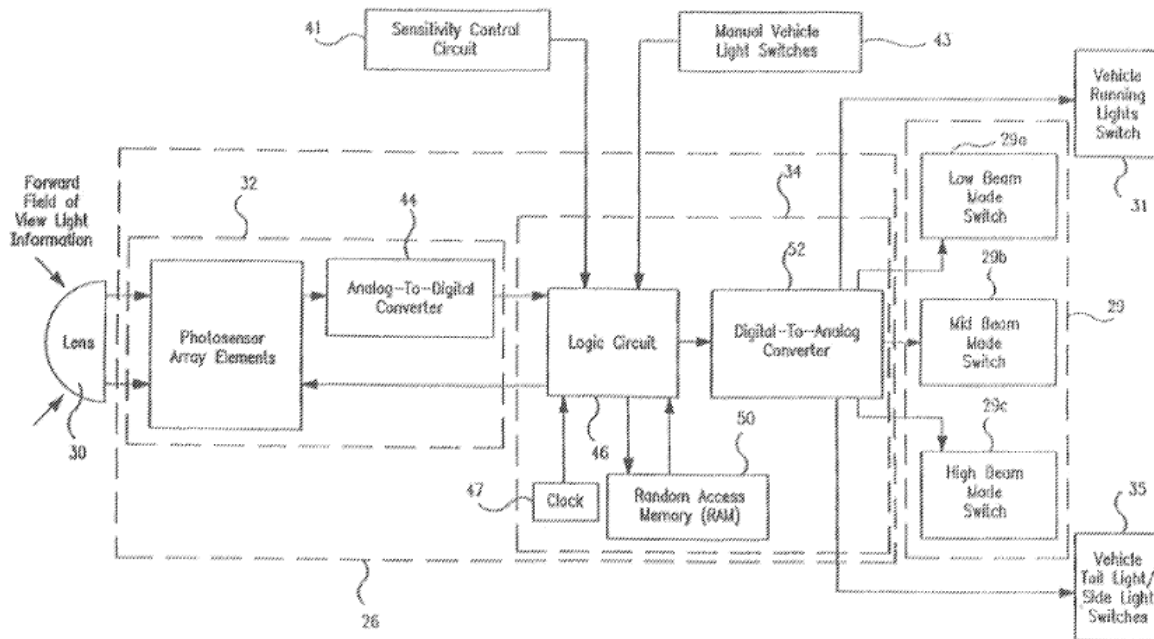 41
Sensitivity Control
Circuit
Manual Vehicle
Light Switches
43
Vehicle
Running
Lights
Switch
31
Forward
Field of
View Light
Information
32
44
34
52
29a
Low Beam
Mode
Switch
29b
Mid Beam
Mode
Switch
29
29c
High Beam
Mode
Switch
Lens
30
Photosensor
Array Elements
Analog-To-Digital
Converter
Logic Circuit
46
Digital-To-Analog
Converter
50
47
Clock
Random Access
Memory (RAM)
26
35
Vehicle
Tail Light/
Side Light
Switches